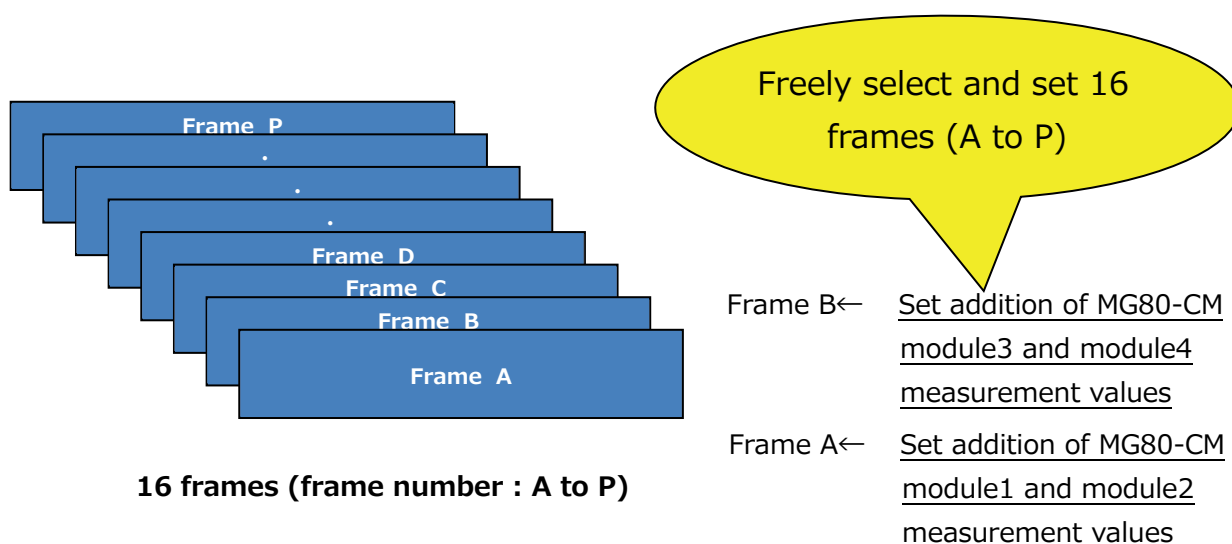 Freely select and set 16
frames (A to P)
Frame P
.
.
.
Frame D
Frame C
Frame B
Frame A
16 frames (frame number : A to P)
Frame B← Set addition of MG80-CM
module3 and module4
measurement values
Frame A← Set addition of MG80-CM
module1 and module2
measurement values